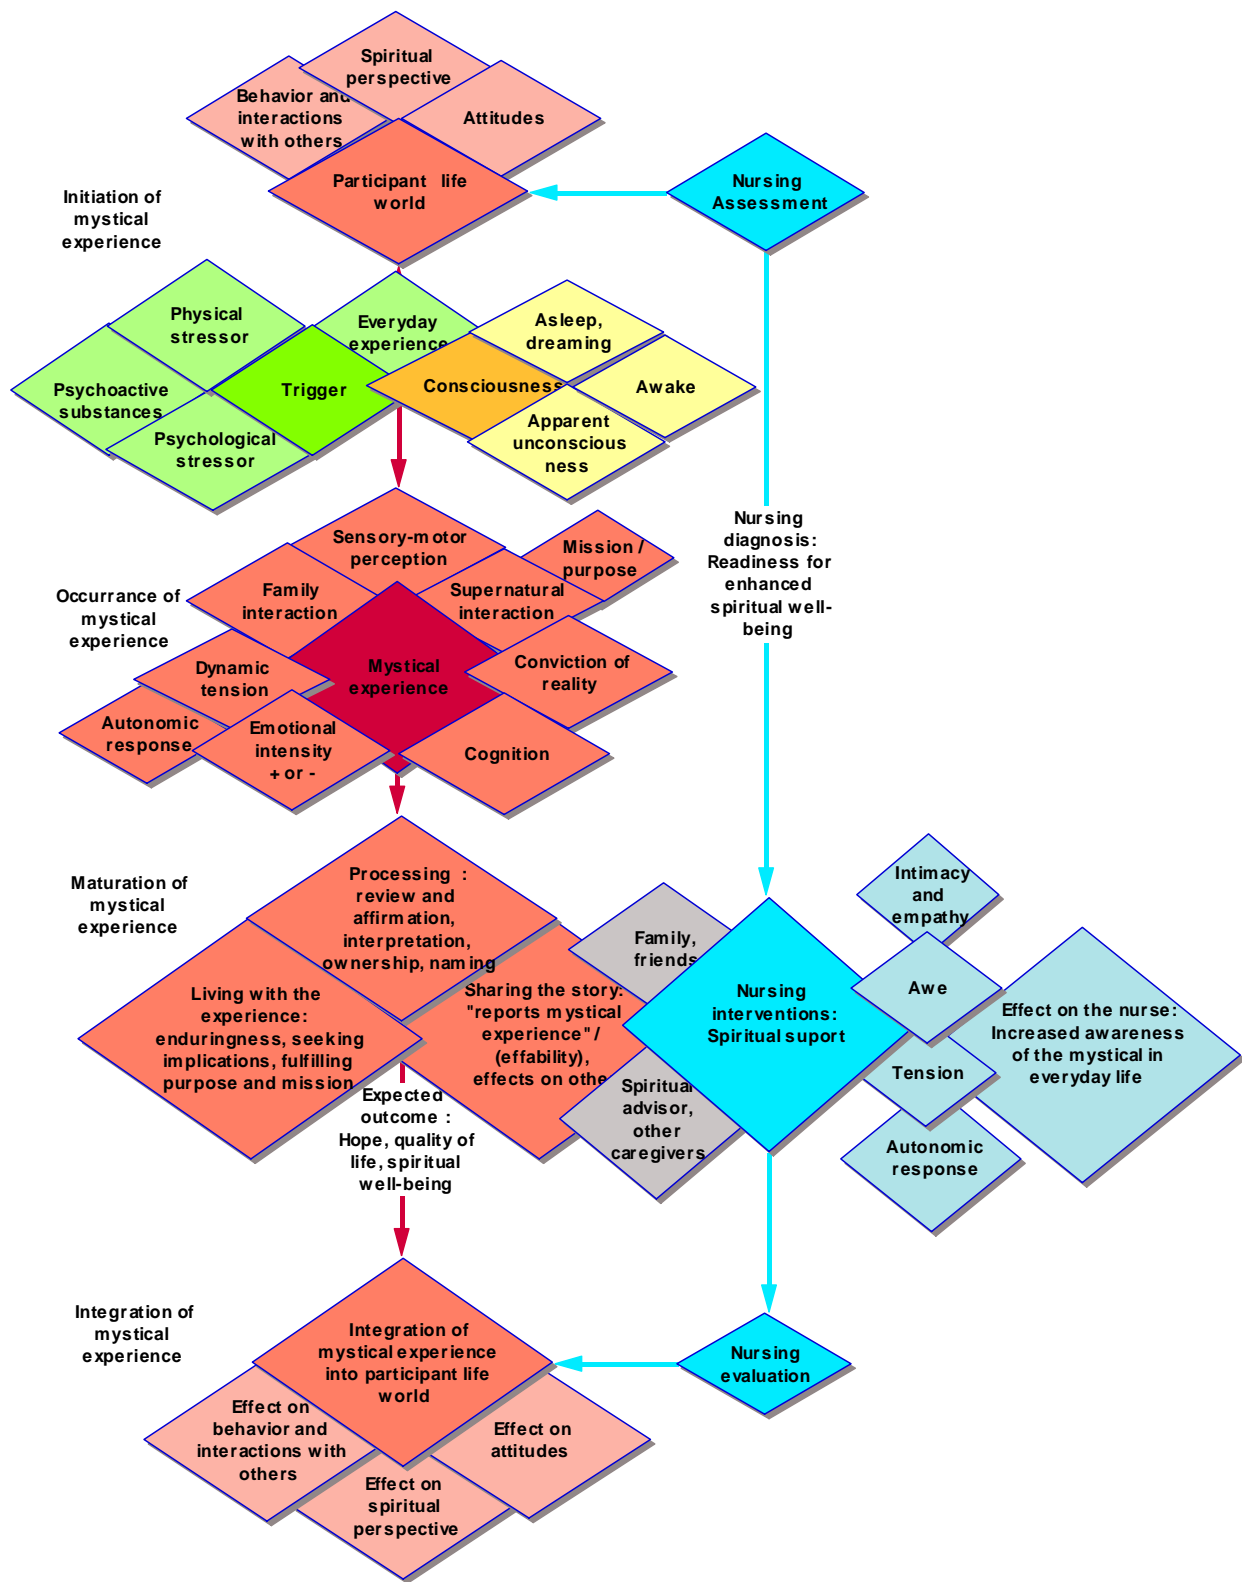 Spiritual
perspective
Behavior and
interactions
with others
Attitudes
Participant life
world
Nursing
Assessment
Initiation of
mystical
experience
Physical
stressor
Everyday
experience
Asleep,
dreaming
Psychoactive
substances
Trigger
Consciousness
Awake
Psychological
stressor
Apparent
unconscious
ness
Nursing
diagnosis:
Readiness for
enhanced
spiritual well-
being
Sensory-motor
perception
Mission /
purpose
Family
interaction
Supernatural
interaction
Occurrance of
mystical
experience
Dynamic
tension
Mystical
experience
Conviction of
reality
Autonomic
response
Emotional
intensity
+ or -
Cognition
Maturation of
mystical
experience
Processing :
review and
affirmation,
interpretation,
ownership, naming
Living with the
experience:
enduringness, seeking
implications, fulfilling
purpose and mission
Sharing the story:
"reports mystical
experience" /
(effability),
effects on othe
Family,
friends
Nursing
interventions:
Spiritual suport
Spiritual
advisor,
other
caregivers
Intimacy
and
empathy
Awe
Tension
Autonomic
response
Effect on the nurse:
Increased awareness
of the mystical in
everyday life
Expected
outcome :
Hope, quality of
life, spiritual
well-being
Integration of
mystical
experience
Integration of
mystical experience
into participant life
world
Nursing
evaluation
Effect on
behavior and
interactions with
others
Effect on
attitudes
Effect on
spiritual
perspective